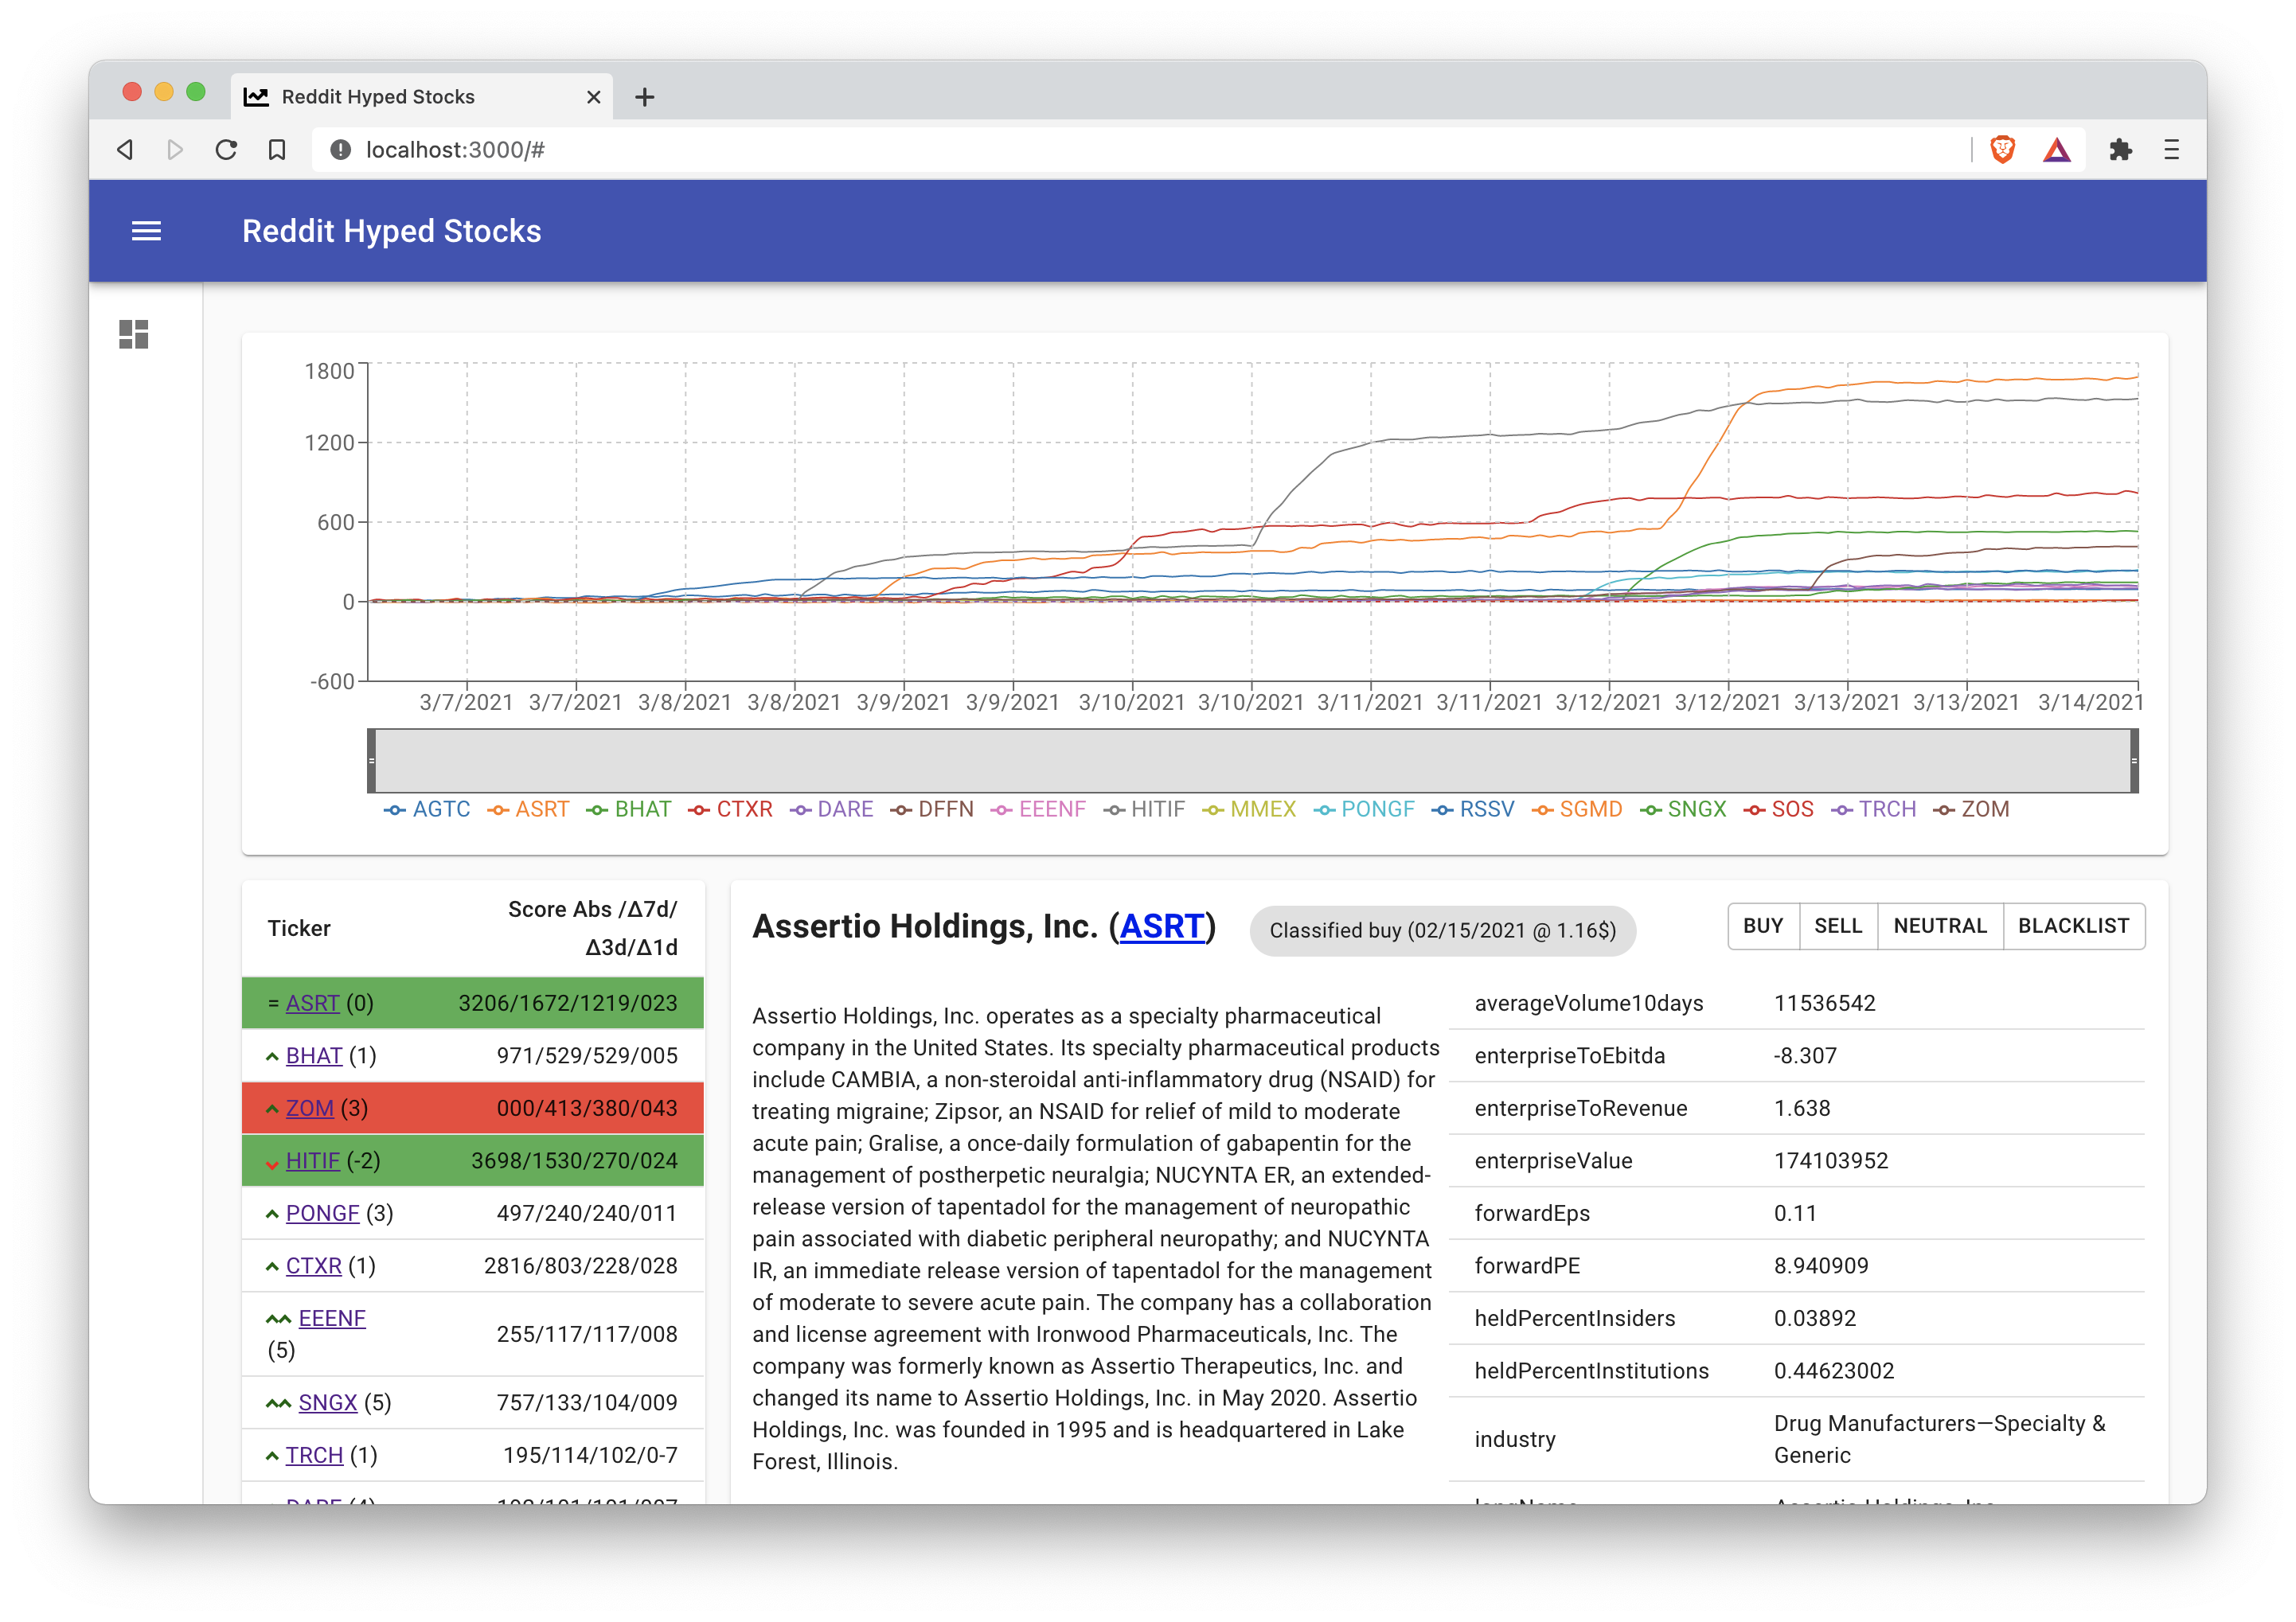 Reddit Hyped Stocks
localhost:3000/#
Reddit Hyped Stocks
1800
1200
600
0
-600
3/7/2021 3/7/2021 3/8/2021 3/8/2021 3/9/2021 3/9/2021 3/10/2021 3/10/2021 3/11/2021 3/11/2021 3/12/2021 3/12/2021 3/13/2021 3/13/2021 3/14/2021
AGTC ASRT BHAT CTXR DARE DFFN EEENF HITIF MMEX PONGF RSSV SGMD SNGX SOS TRCH ZOM
Ticker
Score Abs /Δ7d/
Δ3d/Δ1d
= ASRT (0) 3206/1672/1219/023
BHAT (1) 971/529/529/005
ZOM (3) 000/413/380/043
HITIF (-2) 3698/1530/270/024
PONGF (3) 497/240/240/011
CTXR (1) 2816/803/228/028
EEENF
(5)
255/117/117/008
SNGX (5) 757/133/104/009
TRCH (1) 195/114/102/0-7
Assertio Holdings, Inc. (ASRT)
Classified buy (02/15/2021 @ 1.16$)
BUY SELL NEUTRAL BLACKLIST
Assertio Holdings, Inc. operates as a specialty pharmaceutical
company in the United States. Its specialty pharmaceutical products
include CAMBIA, a non-steroidal anti-inflammatory drug (NSAID) for
treating migraine; Zipsor, an NSAID for relief of mild to moderate
acute pain; Gralise, a once-daily formulation of gabapentin for the
management of postherpetic neuralgia; NUCYNTA ER, an extended-
release version of tapentadol for the management of neuropathic
pain associated with diabetic peripheral neuropathy; and NUCYNTA
IR, an immediate release version of tapentadol for the management
of moderate to severe acute pain. The company has a collaboration
and license agreement with Ironwood Pharmaceuticals, Inc. The
company was formerly known as Assertio Therapeutics, Inc. and
changed its name to Assertio Holdings, Inc. in May 2020. Assertio
Holdings, Inc. was founded in 1995 and is headquartered in Lake
Forest, Illinois.
averageVolume10days 11536542
enterpriseToEbitda -8.307
enterpriseToRevenue 1.638
enterpriseValue 174103952
forwardEps 0.11
forwardPE 8.940909
heldPercentInsiders 0.03892
heldPercentInstitutions 0.44623002
industry
Drug Manufacturers—Specialty &
Generic